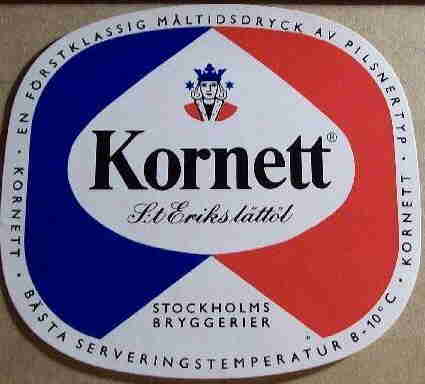 EN FÖRSTKLASSIG MÅLTIDSDRYCK AV PILSNERTYP
Kornett®
S:t Eriks lättöl
STOCKHOLMS
BRYGGERIER
KORNETT · BÄSTA SERVERINGSTEMPERATUR 8-10°C · KORNETT